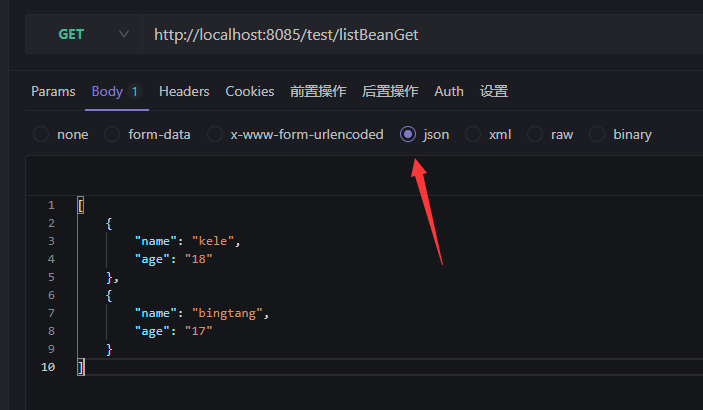 GET http://localhost:8085/test/listBeanGet
Params Body 1 Headers Cookies 前置操作 后置操作 Auth 设置
none form-data x-www-form-urlencoded json xml raw binary
1 [
2 {
3 "name": "kele",
4 "age": "18"
5 },
6 {
7 "name": "bingtang",
8 "age": "17"
9 }
10 ]